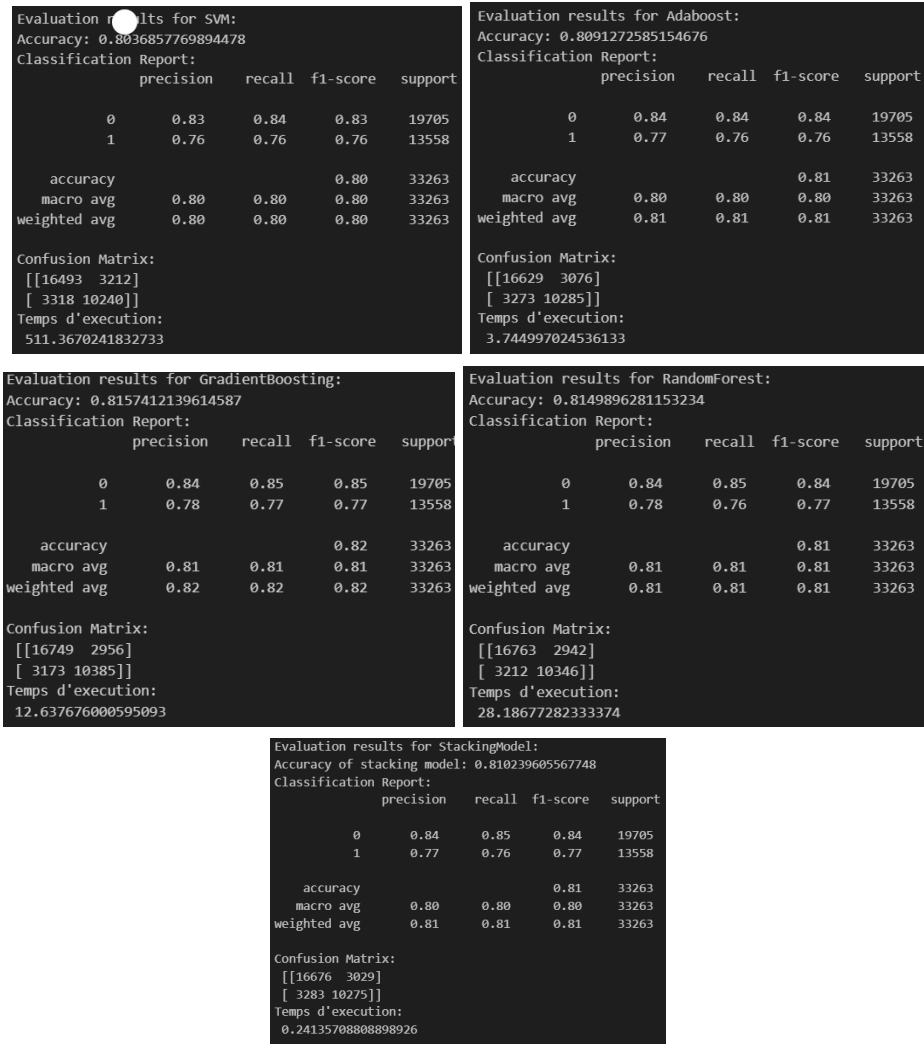 Evaluation r lts for SVM:
Accuracy: 0.8036857769894478
Classification Report:
precision recall f1-score support
0 0.83 0.84 0.83 19705
1 0.76 0.76 0.76 13558
accuracy 0.80 33263
macro avg 0.80 0.80 0.80 33263
weighted avg 0.80 0.80 0.80 33263
Confusion Matrix:
[[16493 3212]
[ 3318 10240]]
Temps d'execution:
511.3670241832733
Evaluation results for Adaboost:
Accuracy: 0.8091272585154676
Classification Report:
precision recall f1-score support
0 0.84 0.84 0.84 19705
1 0.77 0.76 0.76 13558
accuracy 0.81 33263
macro avg 0.80 0.80 0.80 33263
weighted avg 0.81 0.81 0.81 33263
Confusion Matrix:
[[16629 3076]
[ 3273 10285]]
Temps d'execution:
3.744997024536133
Evaluation results for GradientBoosting:
Accuracy: 0.8157412139614587
Classification Report:
precision recall f1-score support
0 0.84 0.85 0.85 19705
1 0.78 0.77 0.77 13558
accuracy 0.82 33263
macro avg 0.81 0.81 0.81 33263
weighted avg 0.82 0.82 0.82 33263
Confusion Matrix:
[[16749 2956]
[ 3173 10385]]
Temps d'execution:
12.637676000595093
Evaluation results for RandomForest:
Accuracy: 0.8149896281153234
Classification Report:
precision recall f1-score support
0 0.84 0.85 0.84 19705
1 0.78 0.76 0.77 13558
accuracy 0.81 33263
macro avg 0.81 0.81 0.81 33263
weighted avg 0.81 0.81 0.81 33263
Confusion Matrix:
[[16763 2942]
[ 3212 10346]]
Temps d'execution:
28.18677282333374
Evaluation results for StackingModel:
Accuracy of stacking model: 0.810239605567748
Classification Report:
precision recall f1-score support
0 0.84 0.85 0.84 19705
1 0.77 0.76 0.77 13558
accuracy 0.81 33263
macro avg 0.80 0.80 0.80 33263
weighted avg 0.81 0.81 0.81 33263
Confusion Matrix:
[[16676 3029]
[ 3283 10275]]
Temps d'execution:
0.24135708808898926